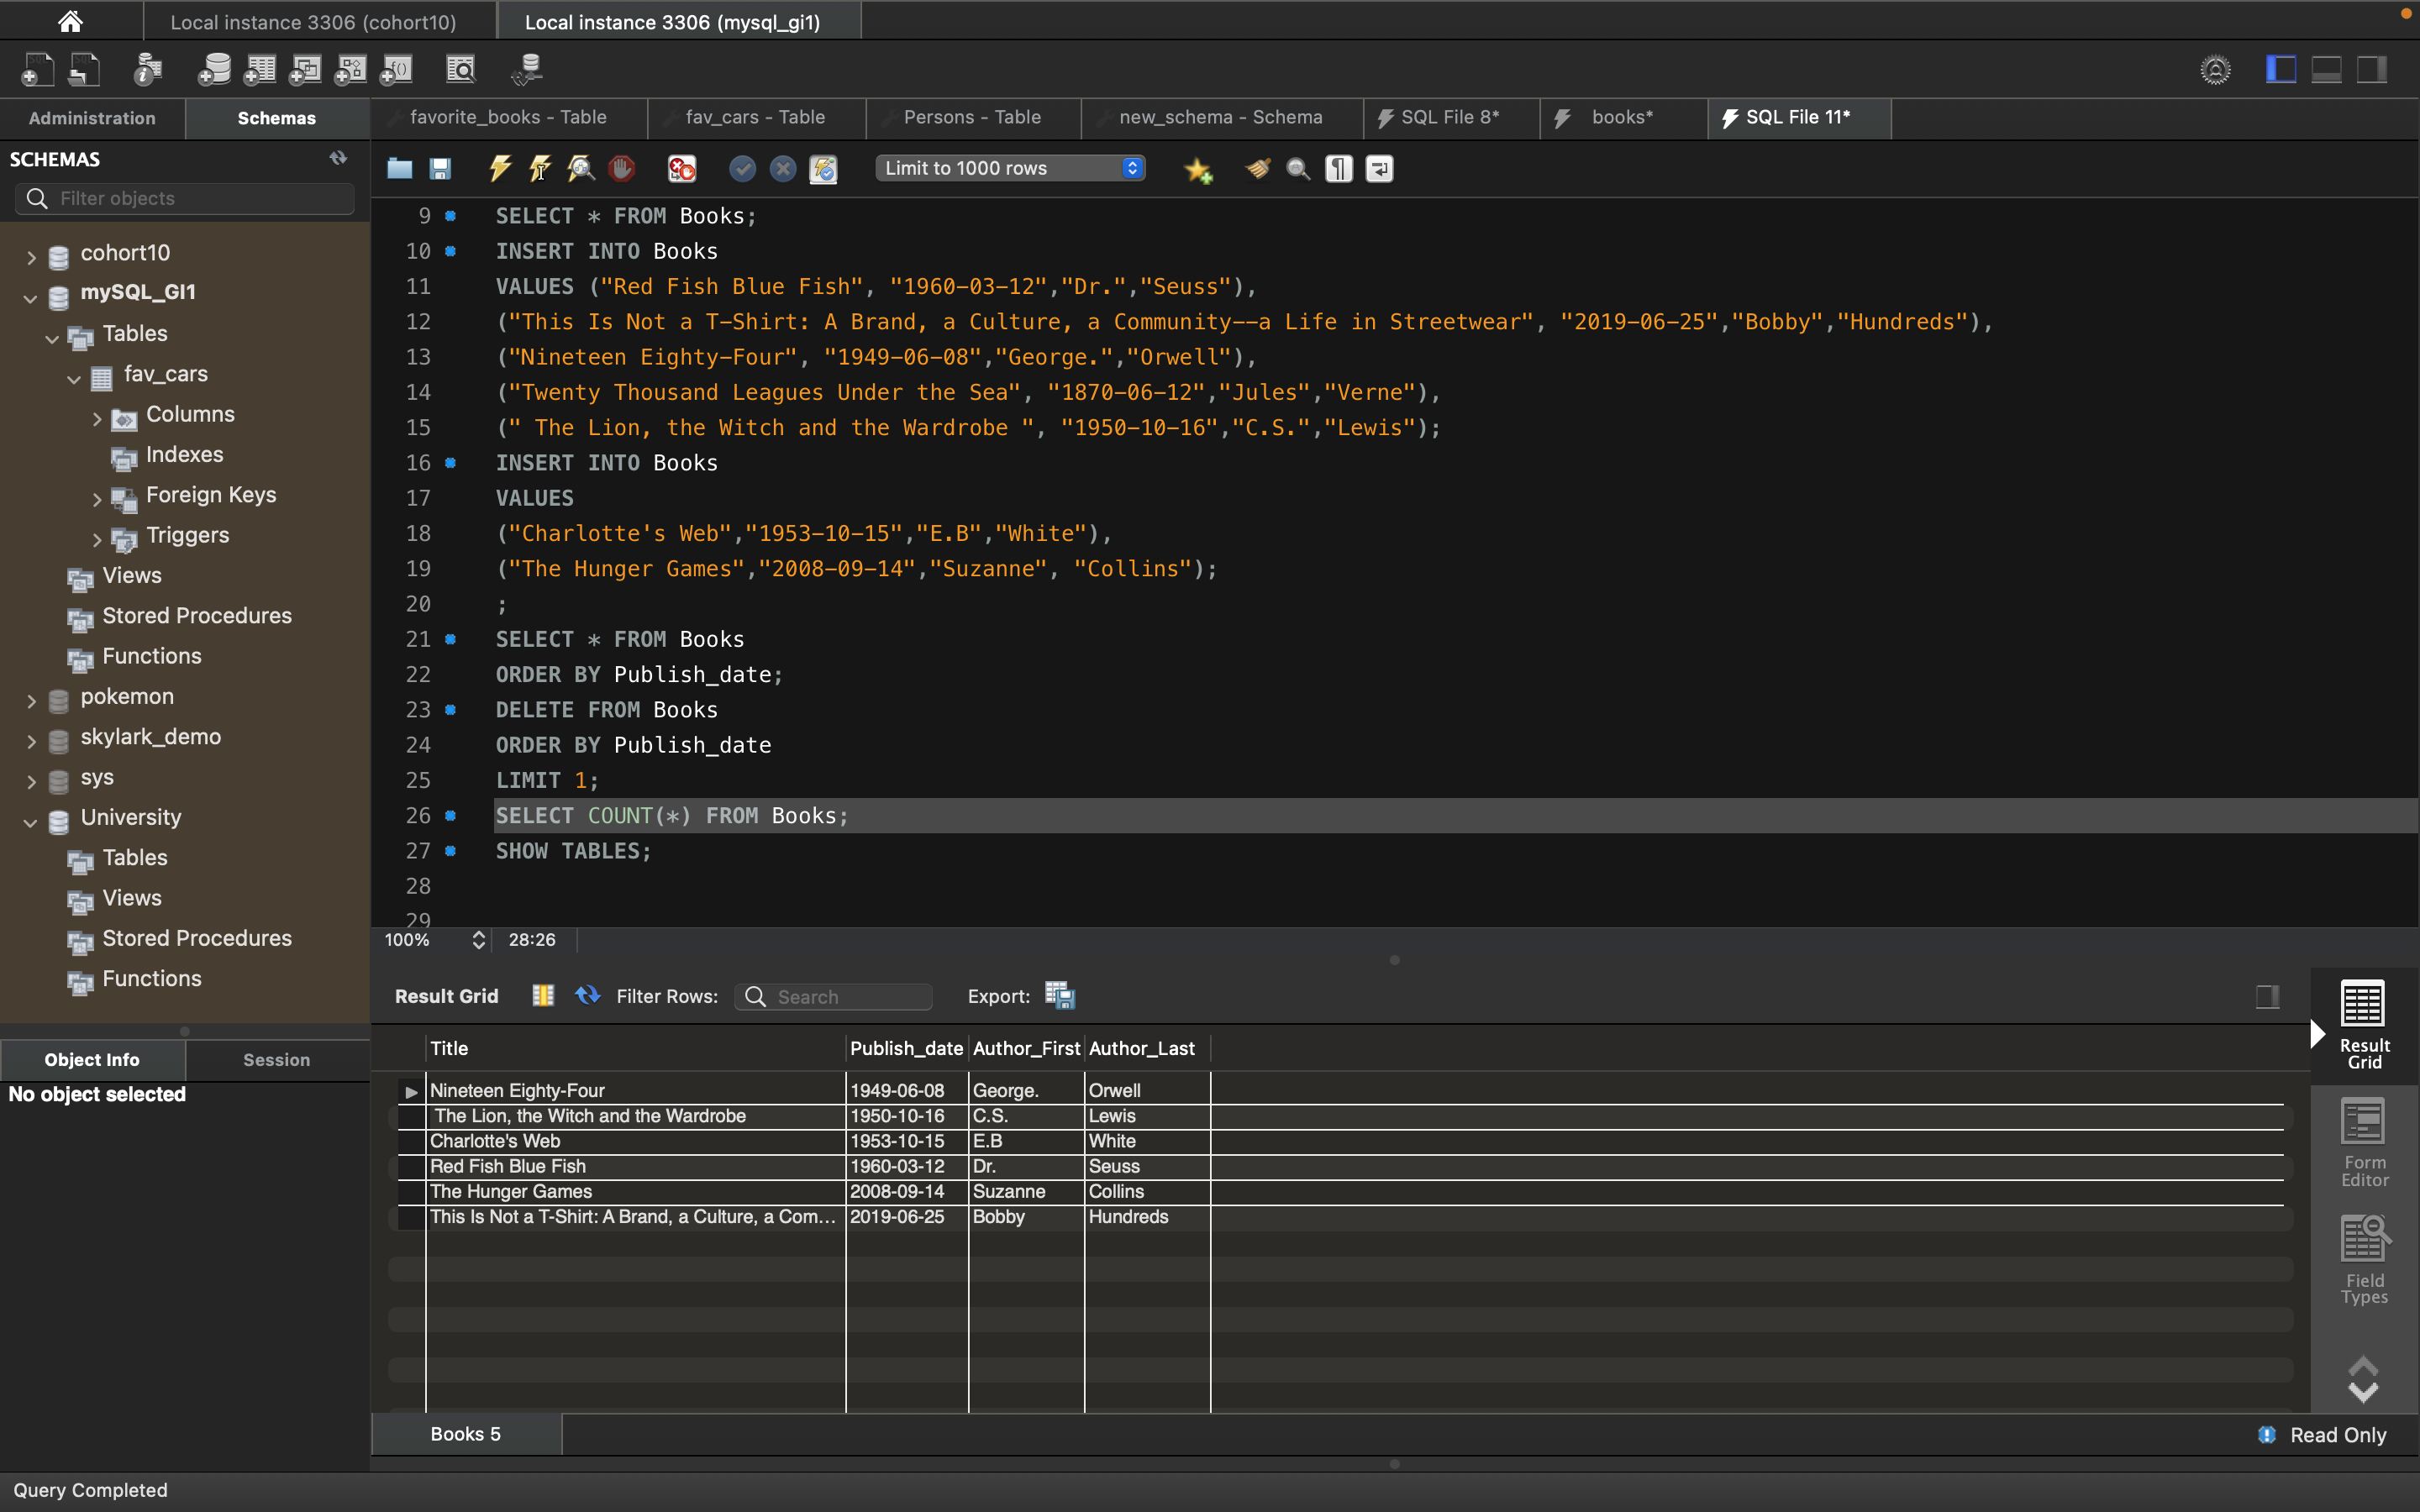 Local instance 3306 (cohort10)
Local instance 3306 (mysql_gi1)
Administration
Schemas
favorite_books - Table
fav_cars - Table
Persons - Table
new_schema - Schema
SQL File 8*
books*
SQL File 11*
SCHEMAS
Filter objects
Limit to 1000 rows
cohort10
mySQL_GI1
Tables
fav_cars
Columns
Indexes
Foreign Keys
Triggers
Views
Stored Procedures
Functions
pokemon
skylark_demo
sys
University
Tables
Views
Stored Procedures
Functions
Object Info
Session
No object selected
9 SELECT * FROM Books;
10 INSERT INTO Books
11 VALUES ("Red Fish Blue Fish", "1960-03-12","Dr.","Seuss"),
12 ("This Is Not a T-Shirt: A Brand, a Culture, a Community--a Life in Streetwear", "2019-06-25","Bobby","Hundreds"),
13 ("Nineteen Eighty-Four", "1949-06-08","George.","Orwell"),
14 ("Twenty Thousand Leagues Under the Sea", "1870-06-12","Jules","Verne"),
15 (" The Lion, the Witch and the Wardrobe ", "1950-10-16","C.S.","Lewis");
16 INSERT INTO Books
17 VALUES
18 ("Charlotte's Web","1953-10-15","E.B","White"),
19 ("The Hunger Games","2008-09-14","Suzanne", "Collins");
20 ;
21 SELECT * FROM Books
22 ORDER BY Publish_date;
23 DELETE FROM Books
24 ORDER BY Publish_date
25 LIMIT 1;
26 SELECT COUNT(*) FROM Books;
27 SHOW TABLES;
28
29
100% 28:26
Result Grid Filter Rows: Search Export:
Title Publish_date Author_First Author_Last
Nineteen Eighty-Four 1949-06-08 George. Orwell
The Lion, the Witch and the Wardrobe 1950-10-16 C.S. Lewis
Charlotte's Web 1953-10-15 E.B White
Red Fish Blue Fish 1960-03-12 Dr. Seuss
The Hunger Games 2008-09-14 Suzanne Collins
This Is Not a T-Shirt: A Brand, a Culture, a Com... 2019-06-25 Bobby Hundreds
Result
Grid
Form
Editor
Field
Types
Books 5
Read Only
Query Completed